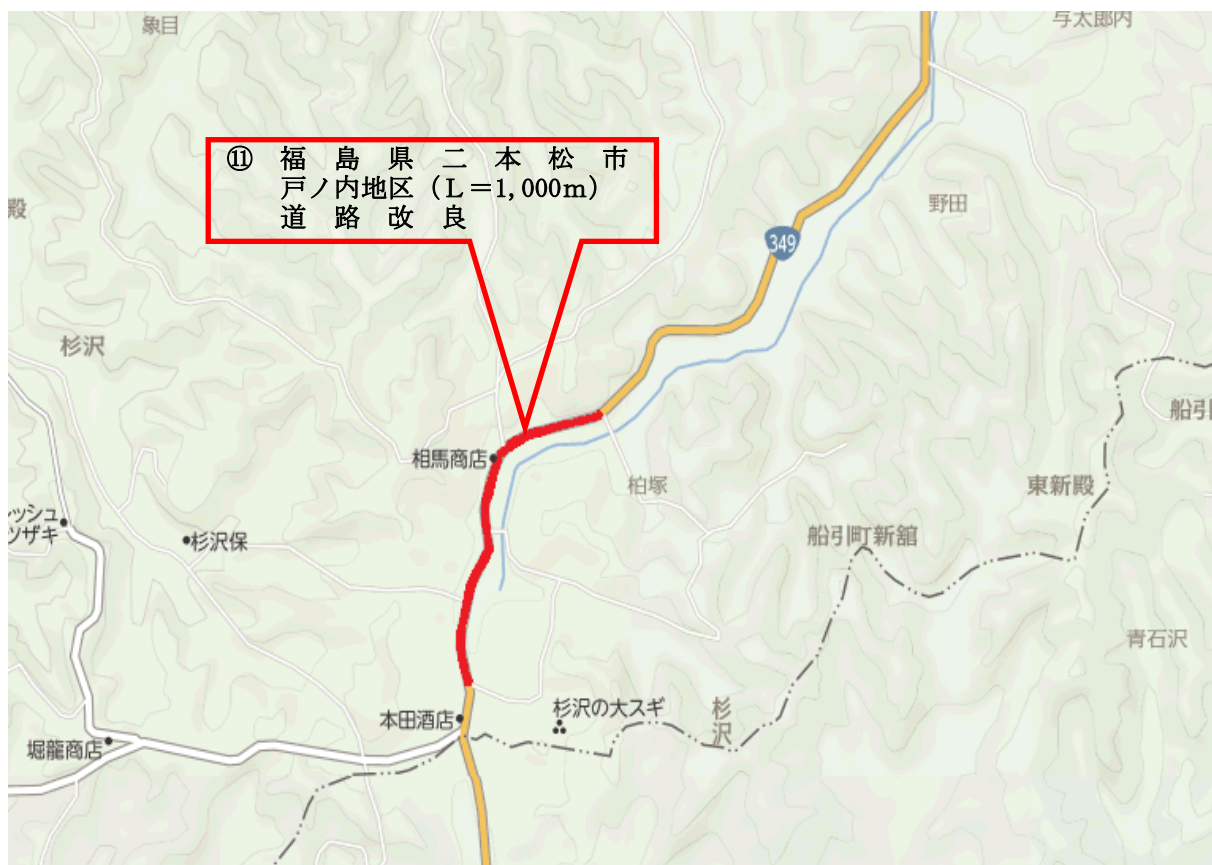 象目
与太郎内
⑪ 福島県二本松市
戸ノ内地区（L＝1,000m）
道路改良
殿
野田
349
杉沢
船引
相馬商店
柏塚
東新殿
レッシュ
ツザキ
杉沢保
船引町新舘
青石沢
杉沢の大スギ
杉沢
本田酒店
堀龍商店